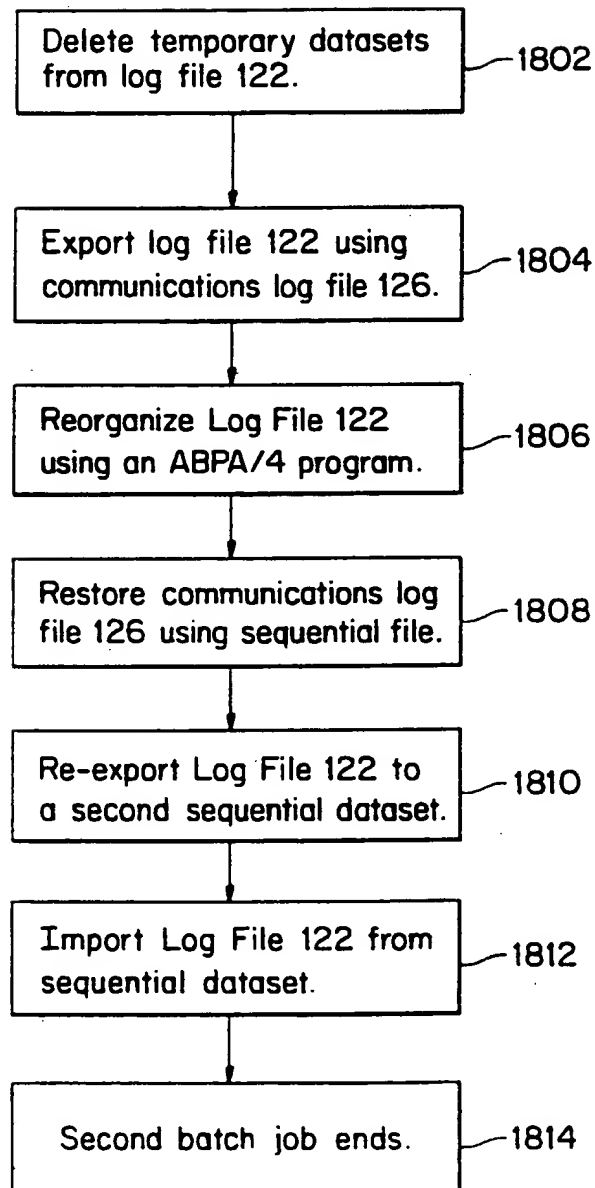 Delete temporary datasets
from log file 122.
1802
Export log file 122 using
communications log file 126.
1804
Reorganize Log File 122
using an ABPA/4 program.
1806
Restore communications log
file 126 using sequential file.
1808
Re-export Log File 122 to
a second sequential dataset.
1810
Import Log File 122 from
sequential dataset.
1812
Second batch job ends.
1814